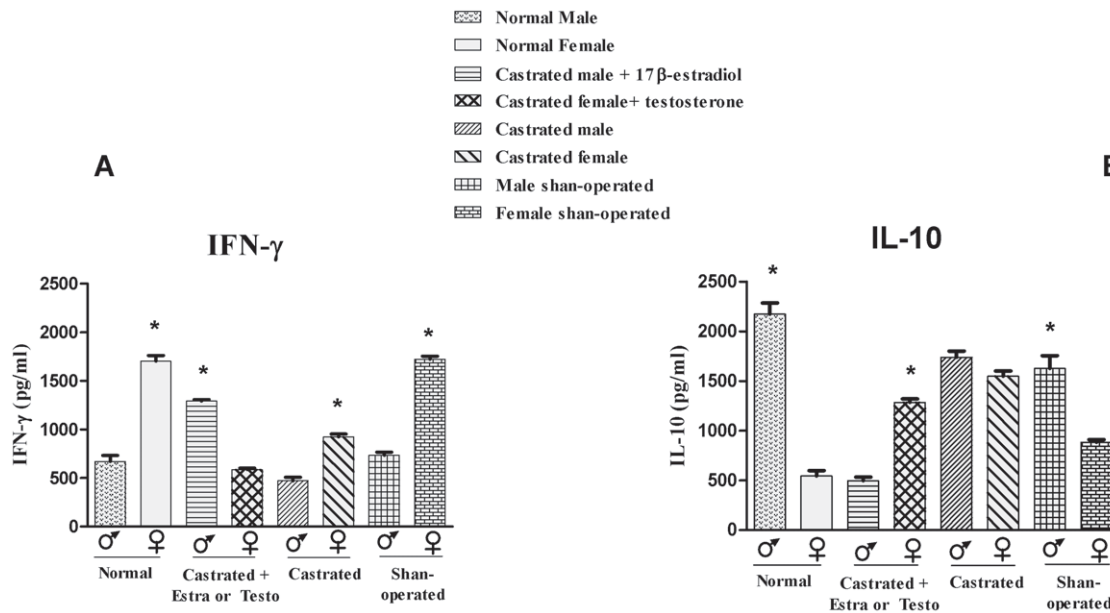 Normal Male
Normal Female
Castrated male + 17β-estradiol
Castrated female+ testosterone
Castrated male
Castrated female
Male shan-operated
Female shan-operated
A
IFN-γ
IFN-γ (pg/ml)
2500
2000
1500
1000
500
0
* * * *
♂ ♀ ♂ ♀ ♂ ♀ ♂ ♀
Normal
Castrated +
Estra or Testo
Castrated
Shan-
operated
IL-10
IL-10 (pg/ml)
2500
2000
1500
1000
500
0
* * *
♂ ♀ ♂ ♀ ♂ ♀ ♂ ♀
Normal
Castrated +
Estra or Testo
Castrated
Shan-
operated